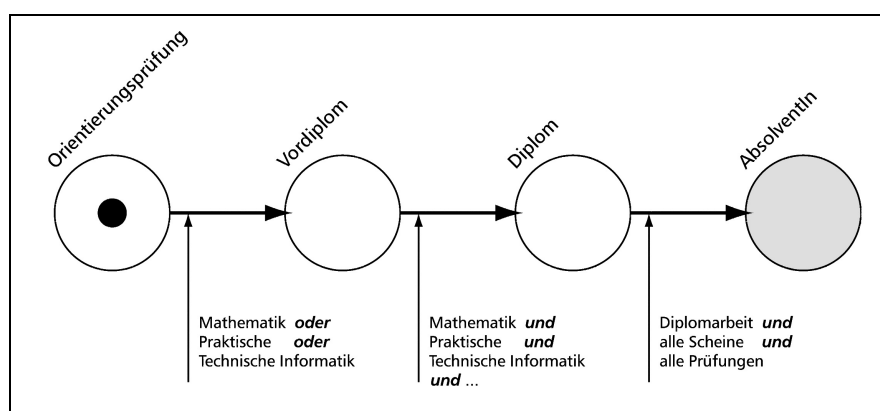 Orientierungsprüfung
Vordiplom
Diplom
AbsolventIn
Mathematik oder
Praktische oder
Technische Informatik
Mathematik und
Praktische und
Technische Informatik
und ...
Diplomarbeit und
alle Scheine und
alle Prüfungen